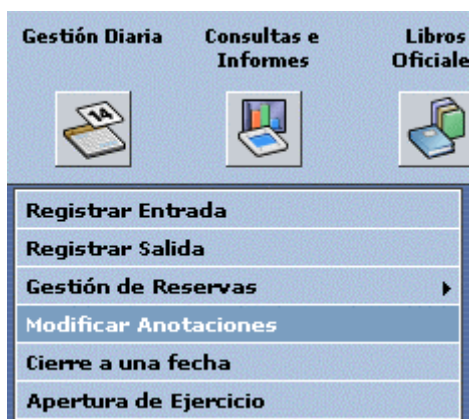 Gestión Diaria
Consultas e
Informes
Libros
Oficiale
14
Registrar Entrada
Registrar Salida
Gestión de Reservas
Modificar Anotaciones
Cierre a una fecha
Apertura de Ejercicio